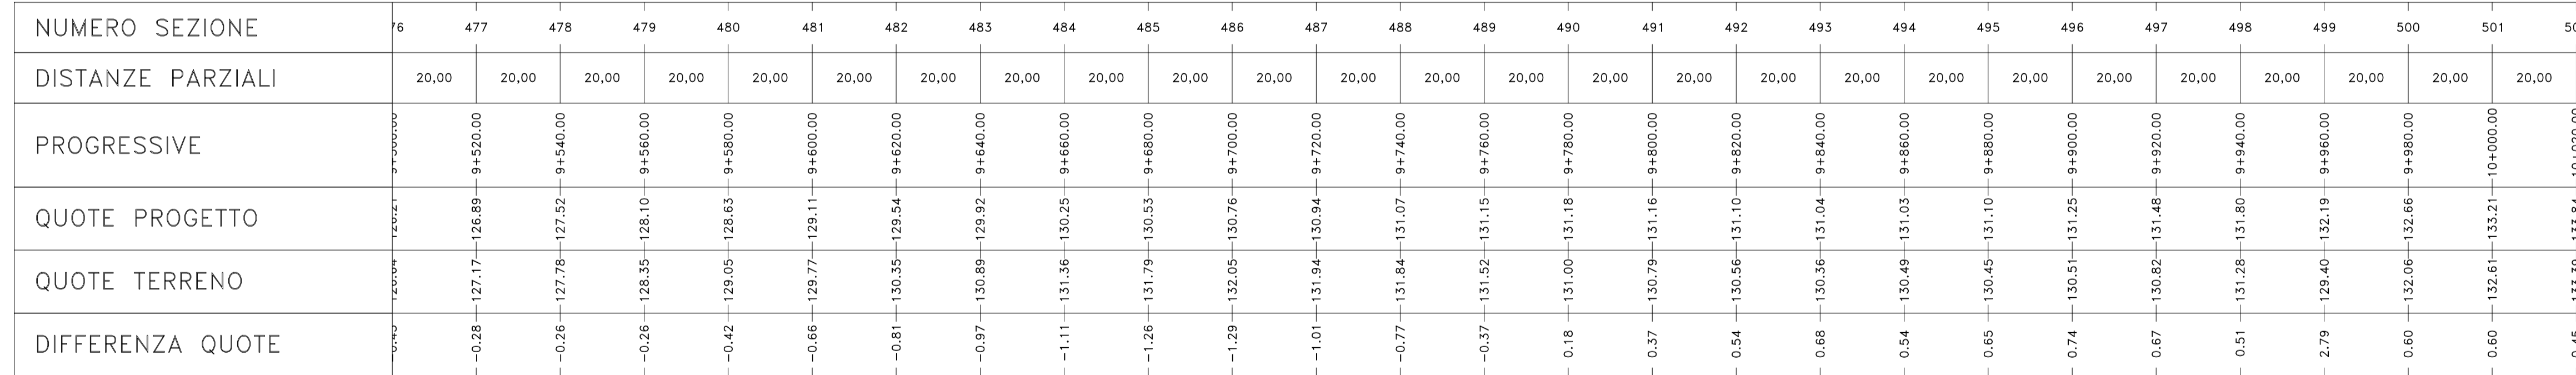 NUMERO SEZIONE 477 478 479 480 481 482 483 484 485 486 487 488 489 490 491 492 493 494 495 496 497 498 499 500 501
DISTANZE PARZIALI 20,00 20,00 20,00 20,00 20,00 20,00 20,00 20,00 20,00 20,00 20,00 20,00 20,00 20,00 20,00 20,00 20,00 20,00 20,00 20,00 20,00 20,00 20,00 20,00 20,00 20,00
PROGRESSIVE 9+520.00 9+540.00 9+560.00 9+580.00 9+600.00 9+620.00 9+640.00 9+660.00 9+680.00 9+700.00 9+720.00 9+740.00 9+760.00 9+780.00 9+800.00 9+820.00 9+840.00 9+860.00 9+880.00 9+900.00 9+920.00 9+940.00 9+960.00 9+980.00 10+000.00
QUOTE PROGETTO 126.89 127.52 128.10 128.63 129.11 129.54 129.92 130.25 130.53 130.76 130.94 131.07 131.15 131.18 131.16 131.10 131.04 131.03 131.10 131.25 131.48 131.80 132.19 132.66 133.21
QUOTE TERRENO 127.17 127.78 128.35 129.05 129.77 130.35 130.89 131.36 131.79 132.05 131.94 131.84 131.52 131.00 130.79 130.56 130.36 130.49 130.45 130.51 130.82 131.28 129.40 132.06 132.61
DIFFERENZA QUOTE -0.28 -0.26 -0.26 -0.42 -0.66 -0.81 -0.97 -1.11 -1.26 -1.29 -1.01 -0.77 -0.37 0.18 0.37 0.54 0.68 0.54 0.65 0.74 0.67 0.51 2.79 0.60 0.60